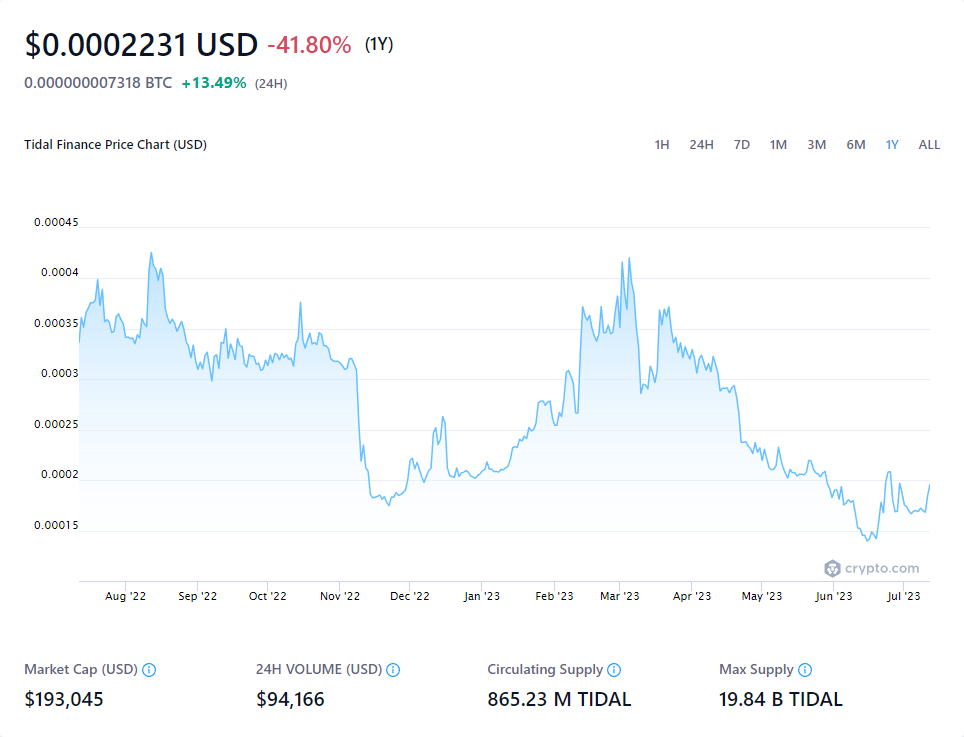 $0.0002231 USD -41.80% (1Y)
0.000000007318 BTC +13.49% (24H)
Tidal Finance Price Chart (USD) 1H 24H 7D 1M 3M 6M 1Y ALL
0.00045
0.0004
0.00035
0.0003
0.00025
0.0002
0.00015
crypto.com
Aug '22 Sep '22 Oct '22 Nov '22 Dec '22 Jan '23 Feb '23 Mar '23 Apr '23 May '23 Jun '23 Jul '23
Market Cap (USD) 24H VOLUME (USD) Circulating Supply Max Supply
$193,045 $94,166 865.23 M TIDAL 19.84 B TIDAL